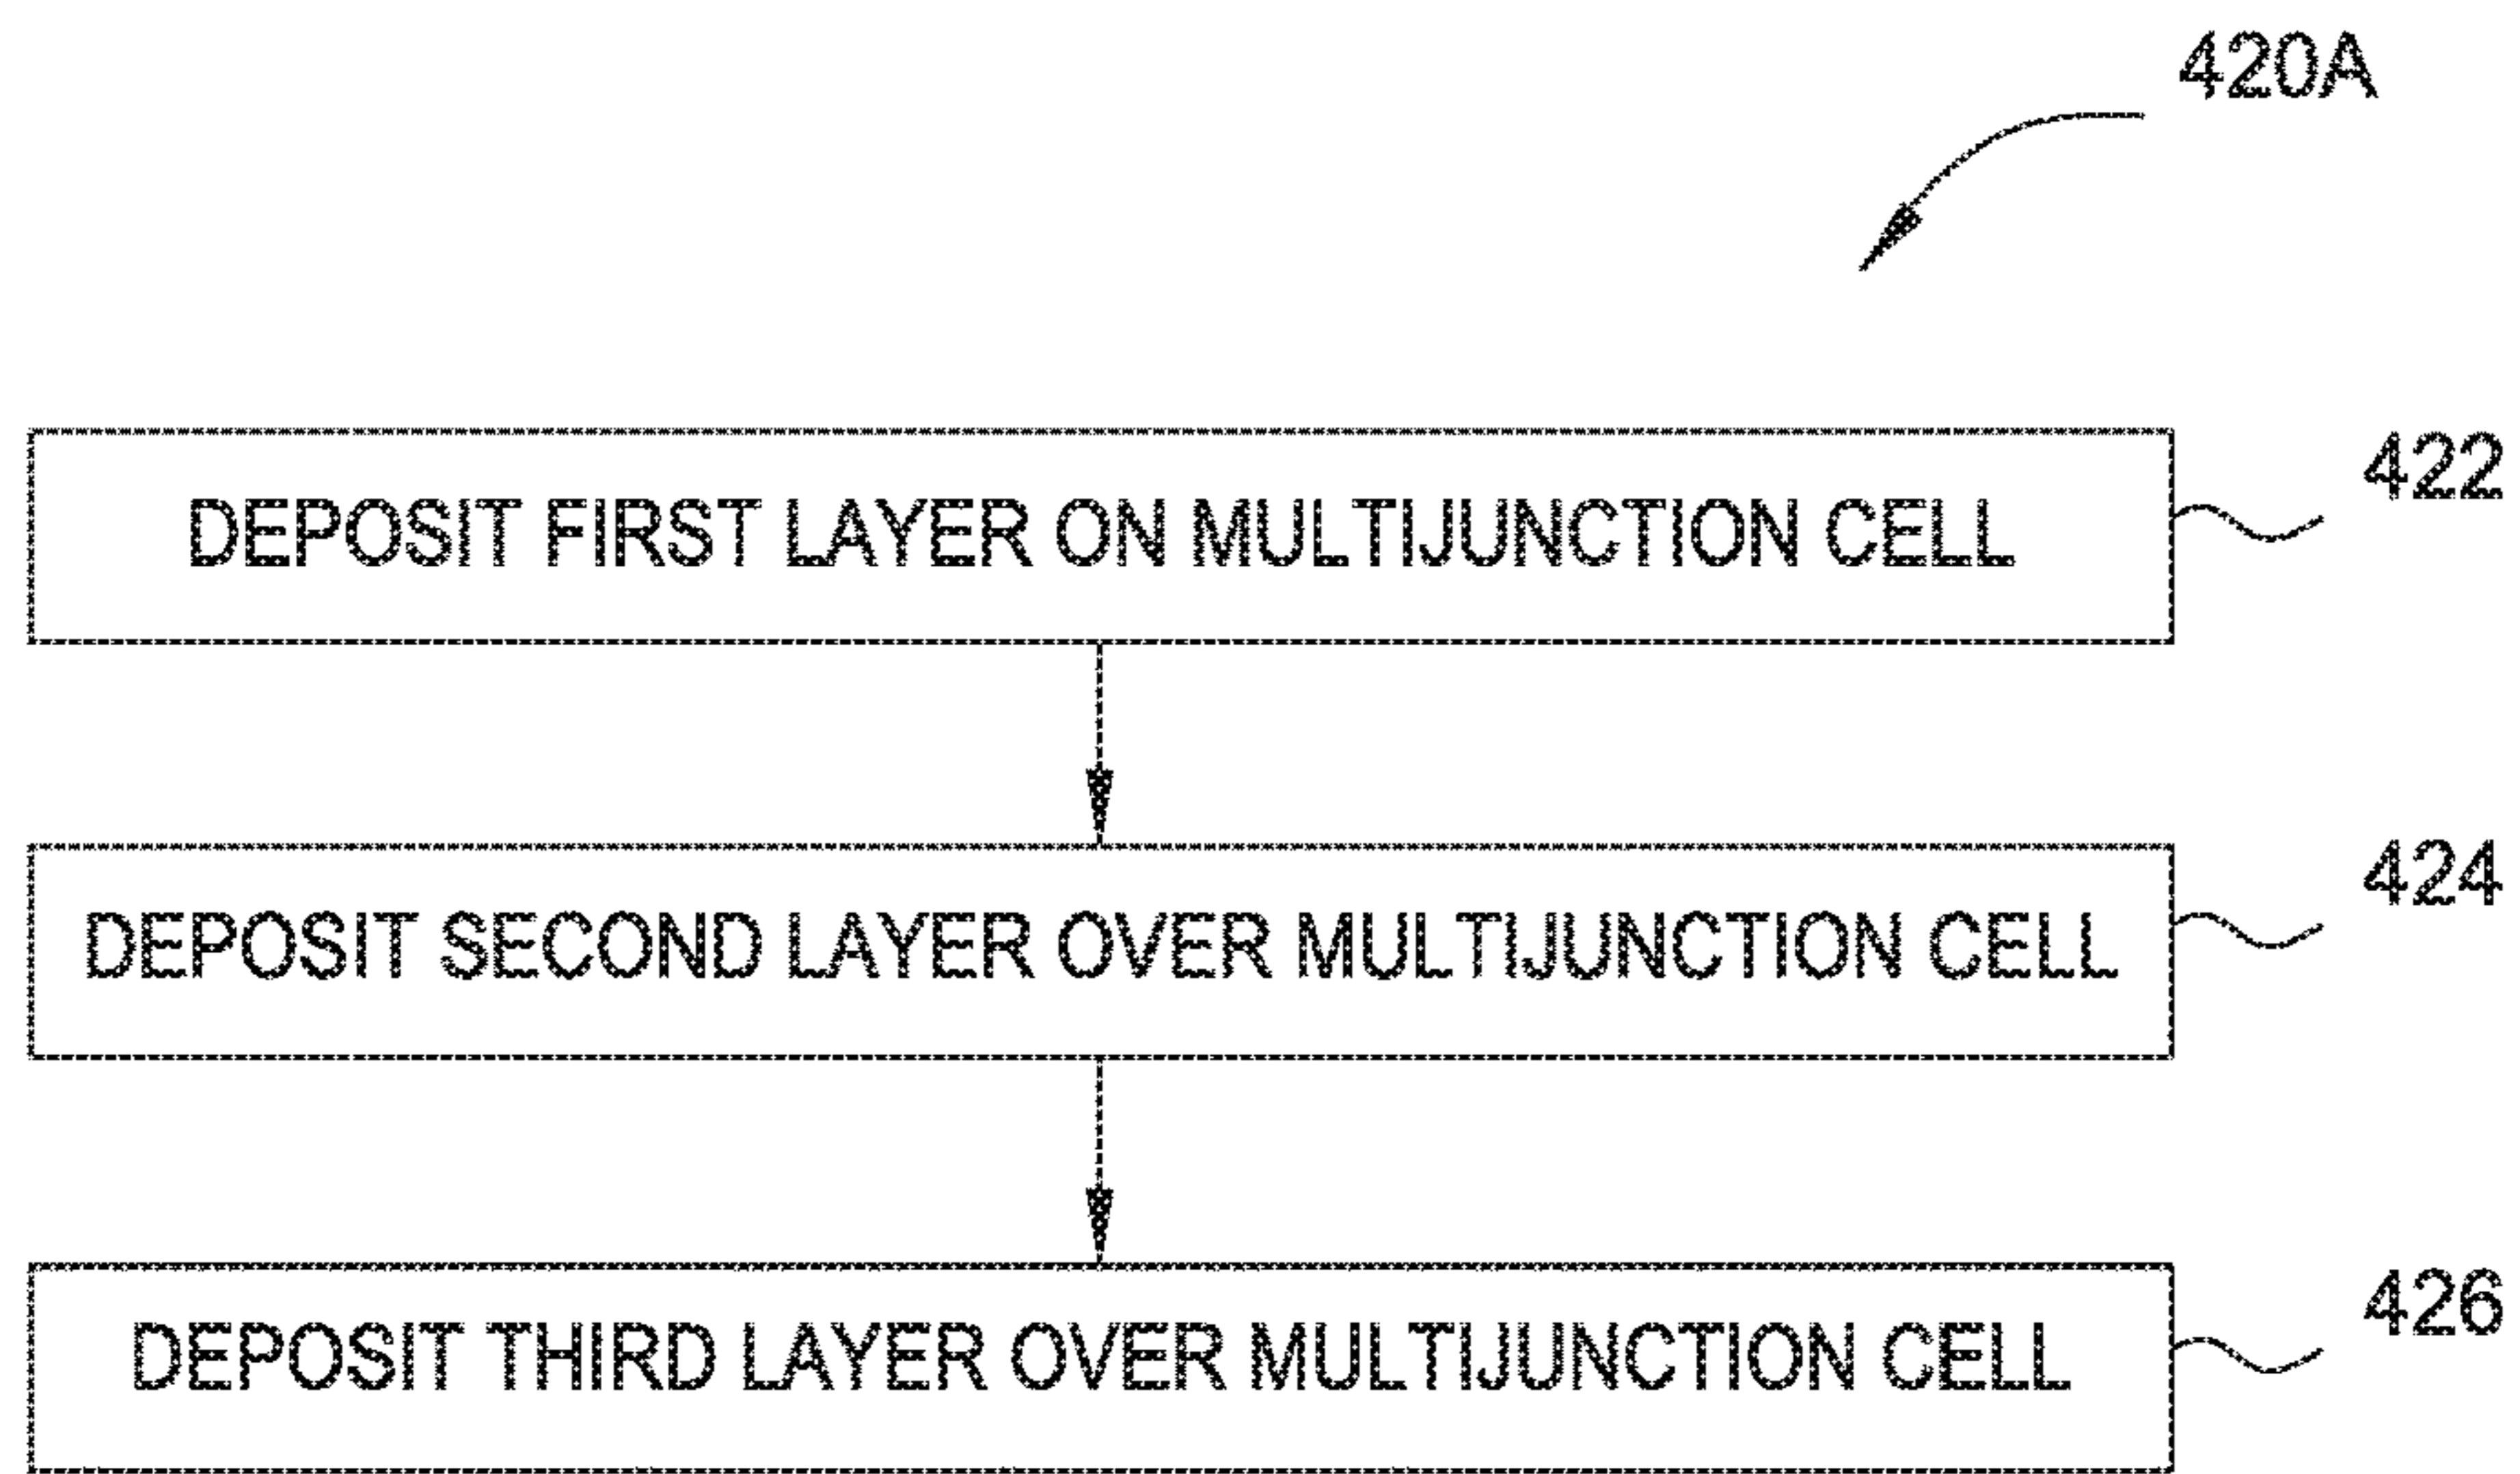 420A
DEPOSIT FIRST LAYER ON MULTIJUNCTION CELL
422
DEPOSIT SECOND LAYER OVER MULTIJUNCTION CELL
424
DEPOSIT THIRD LAYER OVER MULTIJUNCTION CELL
426